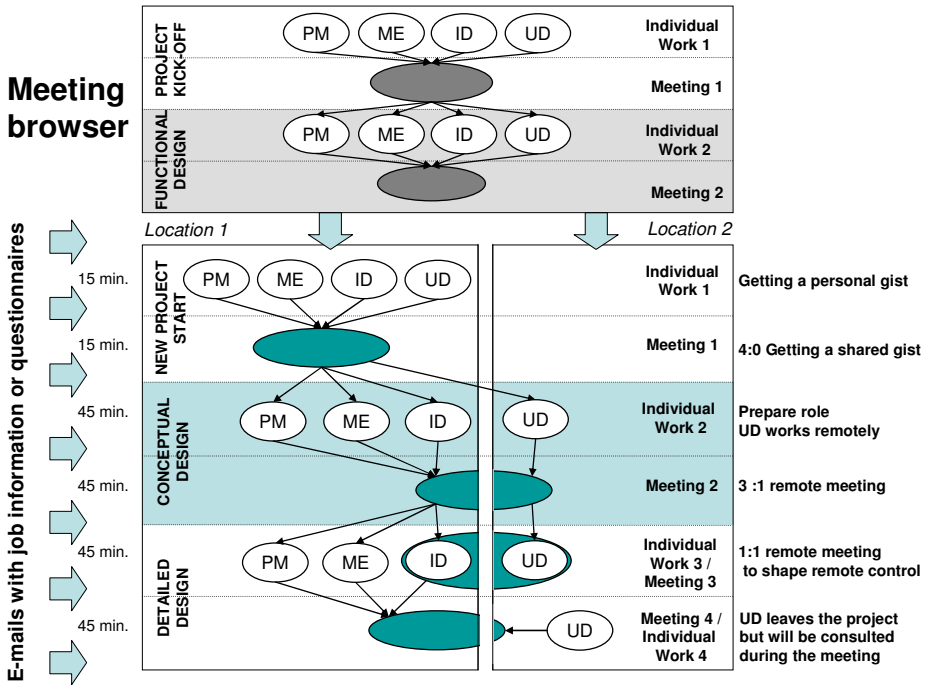 PM ME ID UD
Individual
Work 1
PROJECT
KICK-OFF
Meeting 1
Meeting
browser
PM ME ID UD
Individual
Work 2
FUNCTIONAL
DESIGN
Meeting 2
Location 1
Location 2
E-mails with job information or questionnaires
15 min.
NEW PROJECT
START
PM ME ID UD
Individual
Work 1
Getting a personal gist
15 min.
Meeting 1
4:0 Getting a shared gist
45 min.
CONCEPTUAL
DESIGN
PM ME ID UD
Individual
Work 2
Prepare role
UD works remotely
45 min.
Meeting 2
3 :1 remote meeting
45 min.
DETAILED
DESIGN
PM ME ID UD
Individual
Work 3 /
Meeting 3
1:1 remote meeting
to shape remote control
45 min.
UD
Meeting 4 /
Individual
Work 4
UD leaves the project
but will be consulted
during the meeting